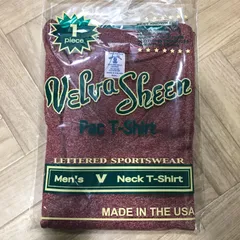 1
piece
Velva Sheen
Pac T-Shirt
LETTERED SPORTSWEAR
Men's V Neck T-Shirt
MADE IN THE USA